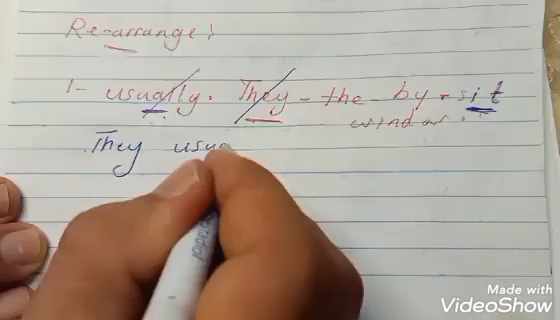 Re-arrange:
1- usually. They - the - by - sit
window.
They usu
Made with
VideoShow